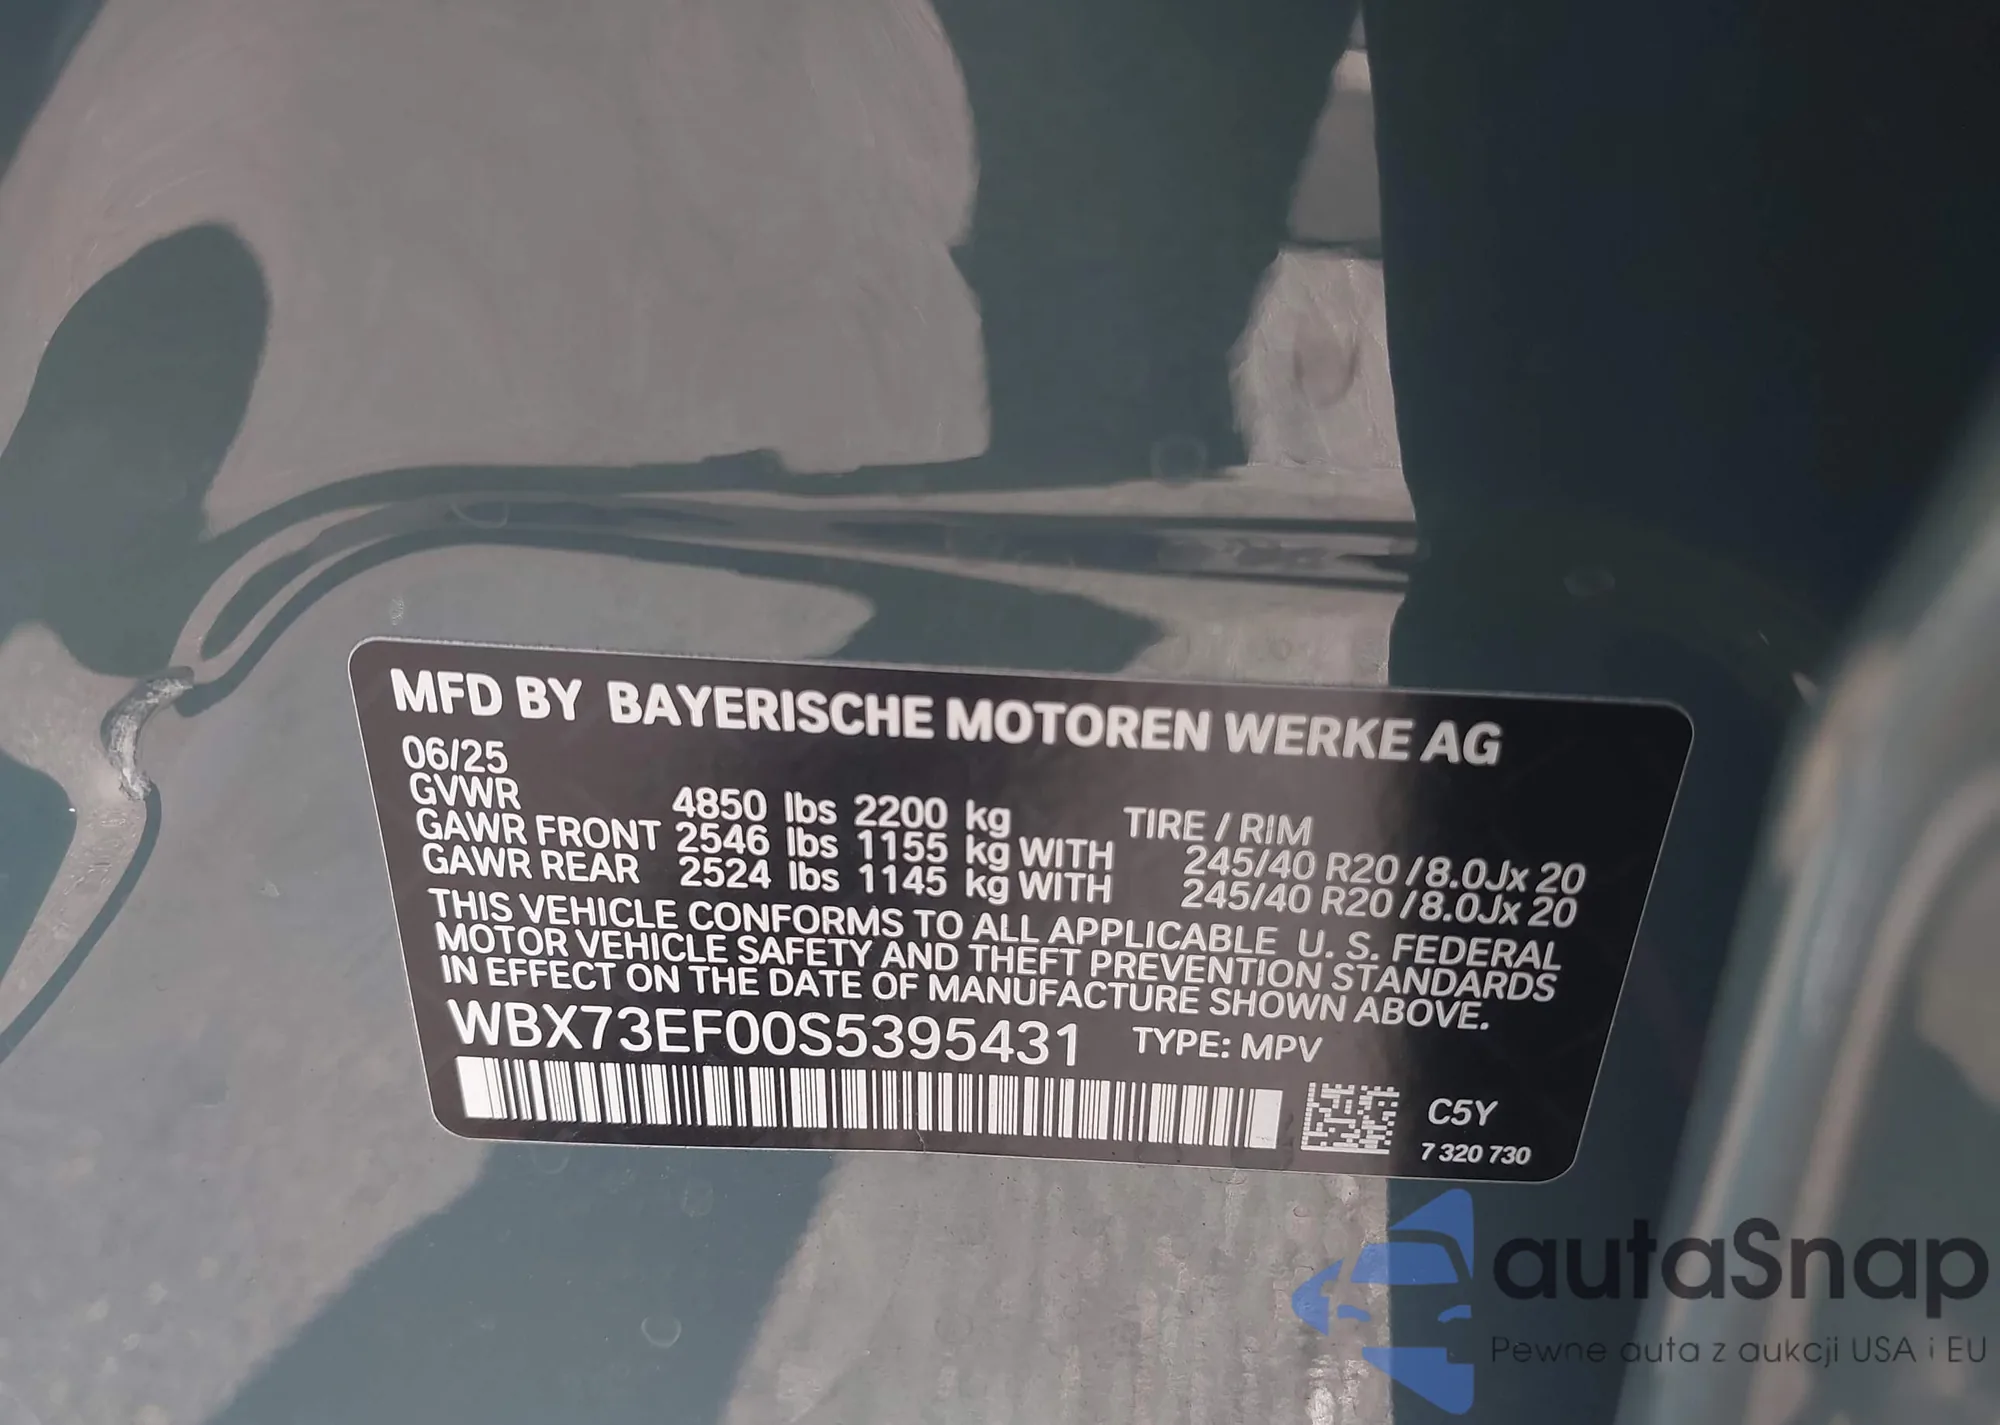 MFD BY BAYERISCHE MOTOREN WERKE AG
06/25
GVWR 4850 lbs 2200 kg TIRE / RIM
GAWR FRONT 2546 lbs 1155 kg WITH 245/40 R20 /8.0Jx 20
GAWR REAR 2524 lbs 1145 kg WITH 245/40 R20 /8.0Jx 20
THIS VEHICLE CONFORMS TO ALL APPLICABLE U. S. FEDERAL
MOTOR VEHICLE SAFETY AND THEFT PREVENTION STANDARDS
IN EFFECT ON THE DATE OF MANUFACTURE SHOWN ABOVE.
WBX73EF00S5395431 TYPE: MPV
C5Y
7 320 730
autaSnap
Pewne auta z aukcji USA i EU